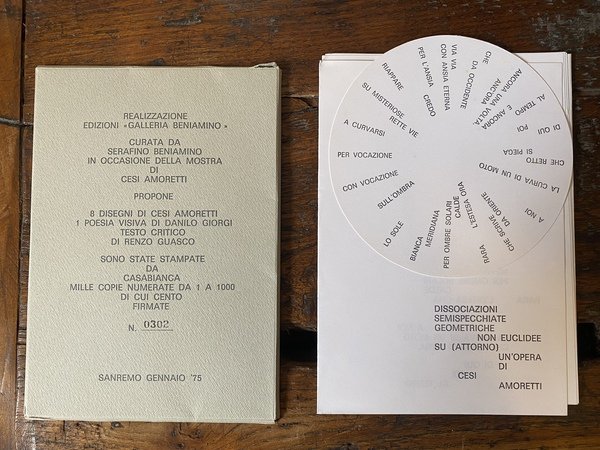 REALIZZAZIONE
EDIZIONI «GALLERIA BENIAMINO»
CURATA DA
SERAFINO BENIAMINO
IN OCCASIONE DELLA MOSTRA
DI
CESI AMORETTI
PROPONE
8 DISEGNI DI CESI AMORETTI
1 POESIA VISIVA DI DANILO GIORGI
TESTO CRITICO
DI RENZO GUASCO
SONO STATE STAMPATE
DA
CASABIANCA
MILLE COPIE NUMERATE DA 1 A 1000
DI CUI CENTO
FIRMATE
N. 0302
SANREMO GENNAIO '75
VIA VIA
CON ANSIA ETERNA
PER L'ANSIA
CREDO
RIAPPARE
SU MISTERIOSE
RETTE VIE
A CURVARSI
PER VOCAZIONE
CON VOCAZIONE
SULL'OMBRA
LO SOLE
BIANCA
MERIDIANA
PER OMBRE SOLARI
CALDE
L'ESTESA ORA
RARA
CHE SCRIVE
DA ORIENTE
A NOI
LA CURVA DI UN MOTO
CHE RETTO
SI PIEGA
DI QUI
POI
AL TEMPO
E ANCORA
ANCORA UNA VOLTA
ANCORA
DA OCCIDENTE
CHE
DISSOCIAZIONI
SEMISPECCHIATE
GEOMETRICHE
NON EUCLIDEE
SU (ATTORNO)
UN'OPERA
DI
CESI
AMORETTI